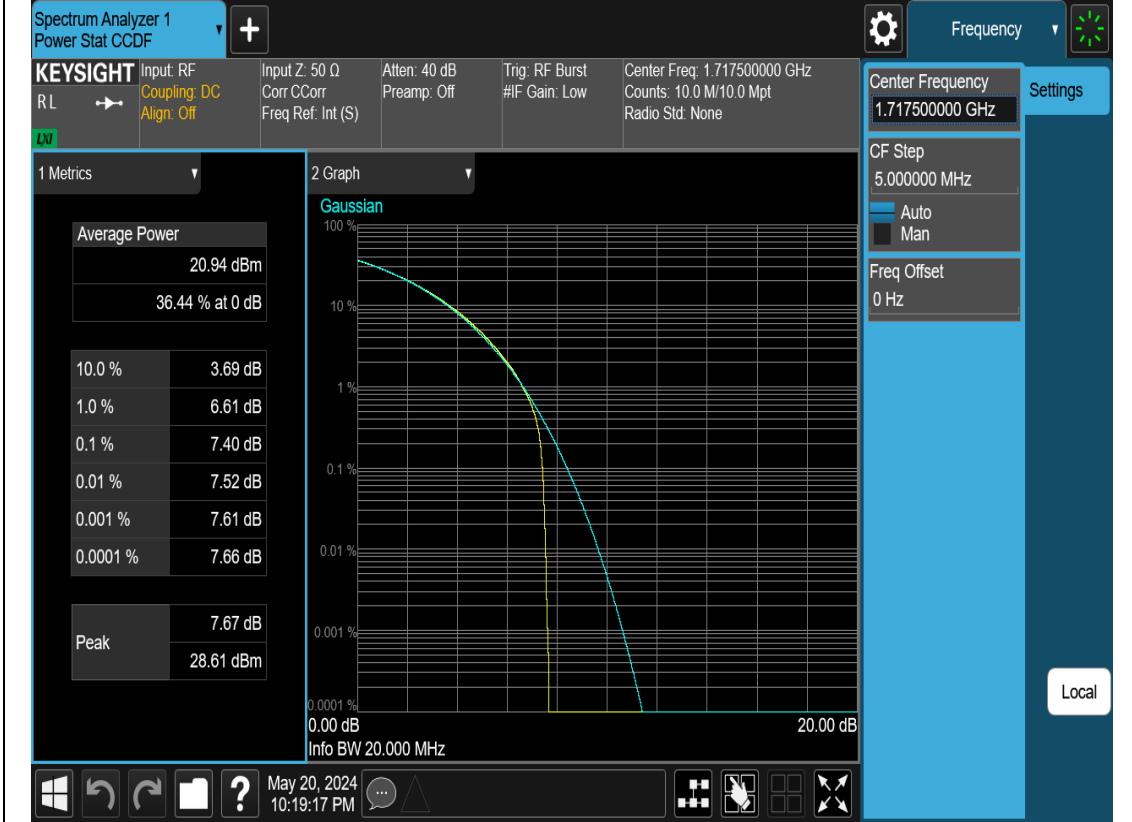 Spectrum Analyzer 1
Power Stat CCDF
+
Frequency
KEYSIGHT
R L
LXI
Input: RF
Coupling: DC
Align: Off
Input Z: 50 Ω
Corr CCorr
Freq Ref: Int (S)
Atten: 40 dB
Preamp: Off
Trig: RF Burst
#IF Gain: Low
Center Freq: 1.717500000 GHz
Counts: 10.0 M/10.0 Mpt
Radio Std: None
Center Frequency
1.717500000 GHz
Settings
CF Step
5.000000 MHz
Auto
Man
Freq Offset
0 Hz
Local
1 Metrics
Average Power
20.94 dBm
36.44 % at 0 dB
10.0 % 3.69 dB
1.0 % 6.61 dB
0.1 % 7.40 dB
0.01 % 7.52 dB
0.001 % 7.61 dB
0.0001 % 7.66 dB
Peak
7.67 dB
28.61 dBm
2 Graph
Gaussian
100 %
10 %
1 %
0.1 %
0.01 %
0.001 %
0.0001 %
0.00 dB 20.00 dB
Info BW 20.000 MHz
?
May 20, 2024
10:19:17 PM